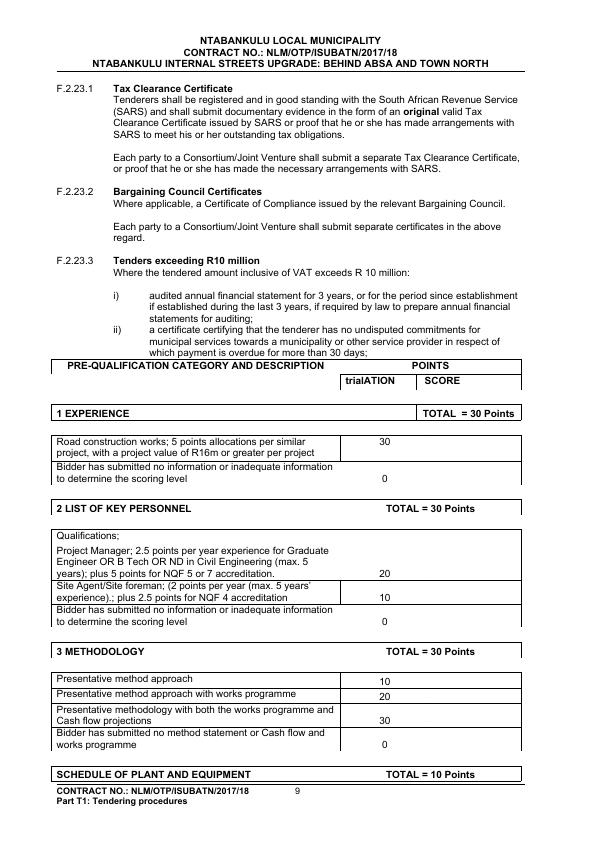 NTABANKULU LOCAL MUNICIPALITY
CONTRACT NO.: NLM/OTP/ISUBATN/2017/18
NTABANKULU INTERNAL STREETS UPGRADE: BEHIND ABSA AND TOWN NORTH
F.2.23.1 Tax Clearance Certificate
Tenderers shall be registered and in good standing with the South African Revenue Service
(SARS) and shall submit documentary evidence in the form of an original valid Tax
Clearance Certificate issued by SARS or proof that he or she has made arrangements with
SARS to meet his or her outstanding tax obligations.
Each party to a Consortium/Joint Venture shall submit a separate Tax Clearance Certificate,
or proof that he or she has made the necessary arrangements with SARS.
F.2.23.2 Bargaining Council Certificates
Where applicable, a Certificate of Compliance issued by the relevant Bargaining Council.
Each party to a Consortium/Joint Venture shall submit separate certificates in the above
regard.
F.2.23.3 Tenders exceeding R10 million
Where the tendered amount inclusive of VAT exceeds R 10 million:
i) audited annual financial statement for 3 years, or for the period since establishment
if established during the last 3 years, if required by law to prepare annual financial
statements for auditing;
ii) a certificate certifying that the tenderer has no undisputed commitments for
municipal services towards a municipality or other service provider in respect of
which payment is overdue for more than 30 days;
PRE-QUALIFICATION CATEGORY AND DESCRIPTION POINTS
trialATION SCORE
1 EXPERIENCE TOTAL = 30 Points
Road construction works; 5 points allocations per similar 30
project, with a project value of R16m or greater per project
Bidder has submitted no information or inadequate information
to determine the scoring level 0
2 LIST OF KEY PERSONNEL TOTAL = 30 Points
Qualifications;
Project Manager; 2.5 points per year experience for Graduate
Engineer OR B Tech OR ND in Civil Engineering (max. 5
years); plus 5 points for NQF 5 or 7 accreditation. 20
Site Agent/Site foreman; (2 points per year (max. 5 years'
experience).; plus 2.5 points for NQF 4 accreditation 10
Bidder has submitted no information or inadequate information
to determine the scoring level 0
3 METHODOLOGY TOTAL = 30 Points
Presentative method approach 10
Presentative method approach with works programme 20
Presentative methodology with both the works programme and
Cash flow projections 30
Bidder has submitted no method statement or Cash flow and
works programme 0
SCHEDULE OF PLANT AND EQUIPMENT TOTAL = 10 Points
CONTRACT NO.: NLM/OTP/ISUBATN/2017/18 9
Part T1: Tendering procedures